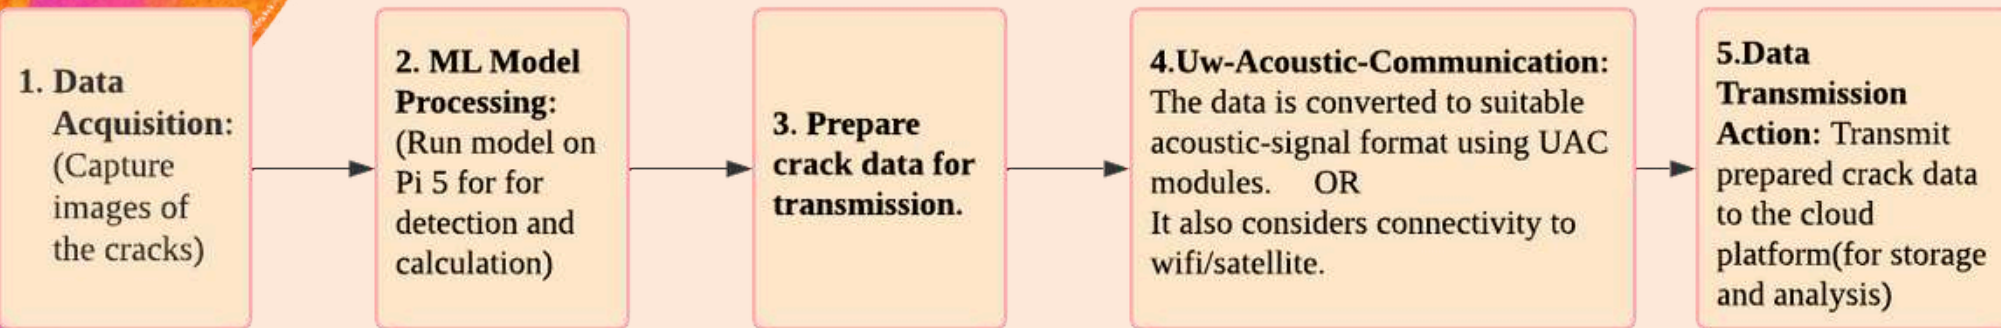 1. Data
Acquisition:
(Capture
images of
the cracks)
2. ML Model
Processing:
(Run model on
Pi 5 for for
detection and
calculation)
3. Prepare
crack data for
transmission.
4.Uw-Acoustic-Communication:
The data is converted to suitable
acoustic-signal format using UAC
modules. OR
It also considers connectivity to
wifi/satellite.
5.Data
Transmission
Action: Transmit
prepared crack data
to the cloud
platform(for storage
and analysis)